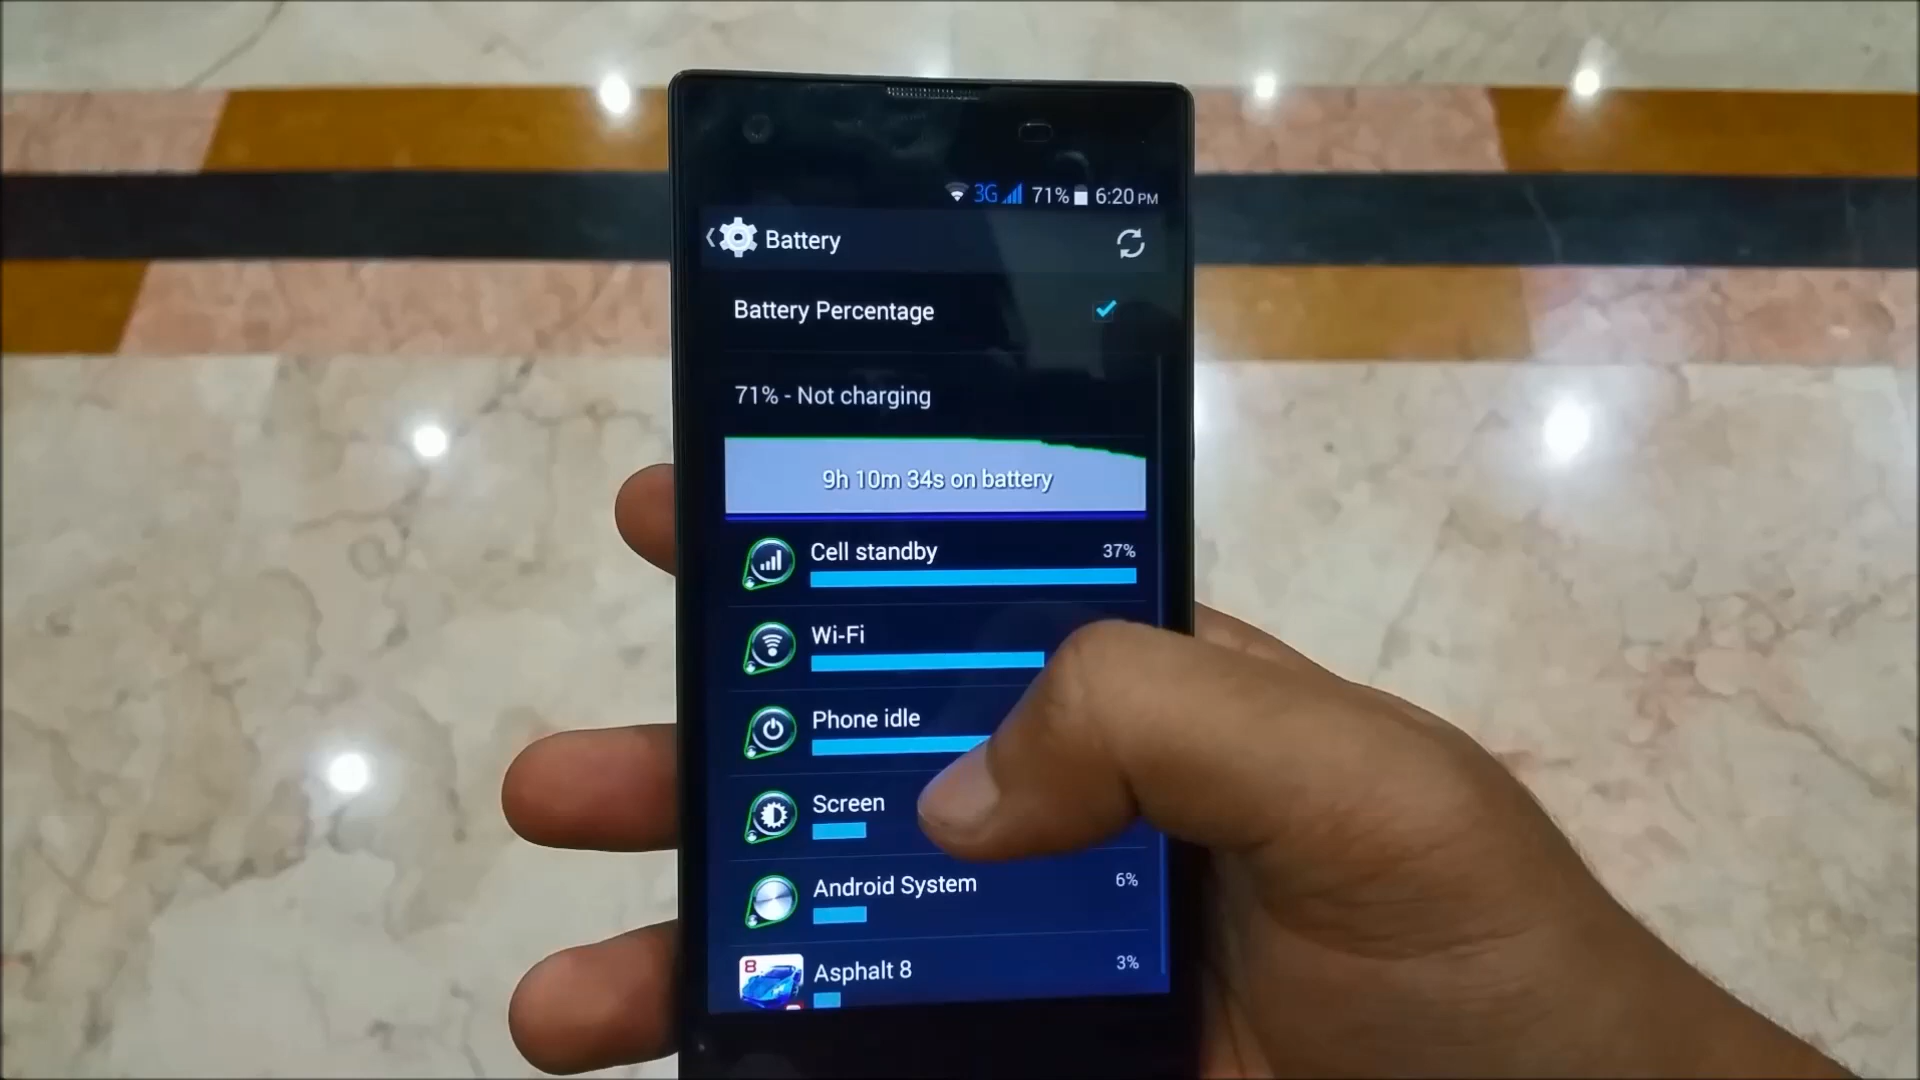 3G 71% 6:20 PM
Battery
Battery Percentage
71% - Not charging
9h 10m 34s on battery
Cell standby 37%
Wi-Fi
Phone idle
Screen
Android System 6%
8 Asphalt 8 3%